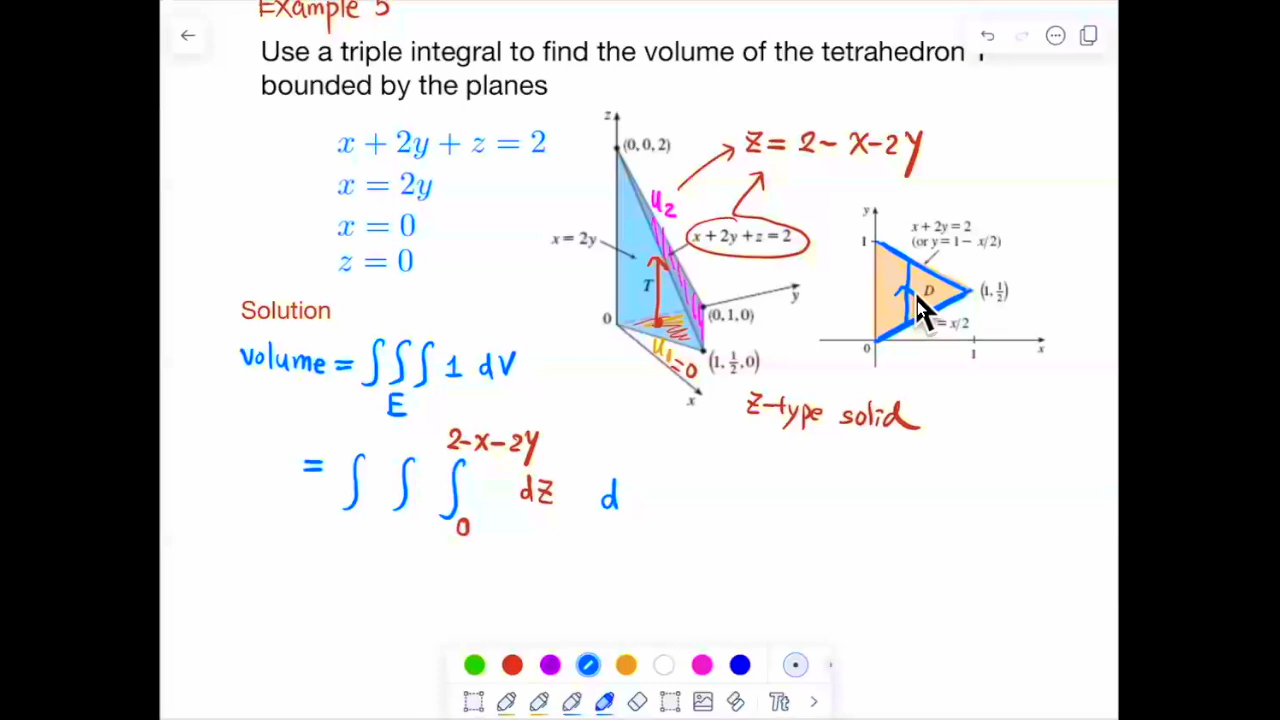 Example 5
Use a triple integral to find the volume of the tetrahedron
bounded by the planes
x + 2y + z = 2
x = 2y
x = 0
z = 0
z
(0, 0, 2)
u₂
x = 2y
x + 2y + z = 2
T
y
0
(0, 1, 0)
u₁=0
(1, ½, 0)
x
z = 2 - x - 2y
y
1
x + 2y = 2
(or y = 1 - x/2)
D
(1, ½)
= x/2
0
1
x
z-type solid
Solution
volume = ∫∫∫ 1 dV
E
2-x-2y
= ∫ ∫ ∫ dz d
0
Tt